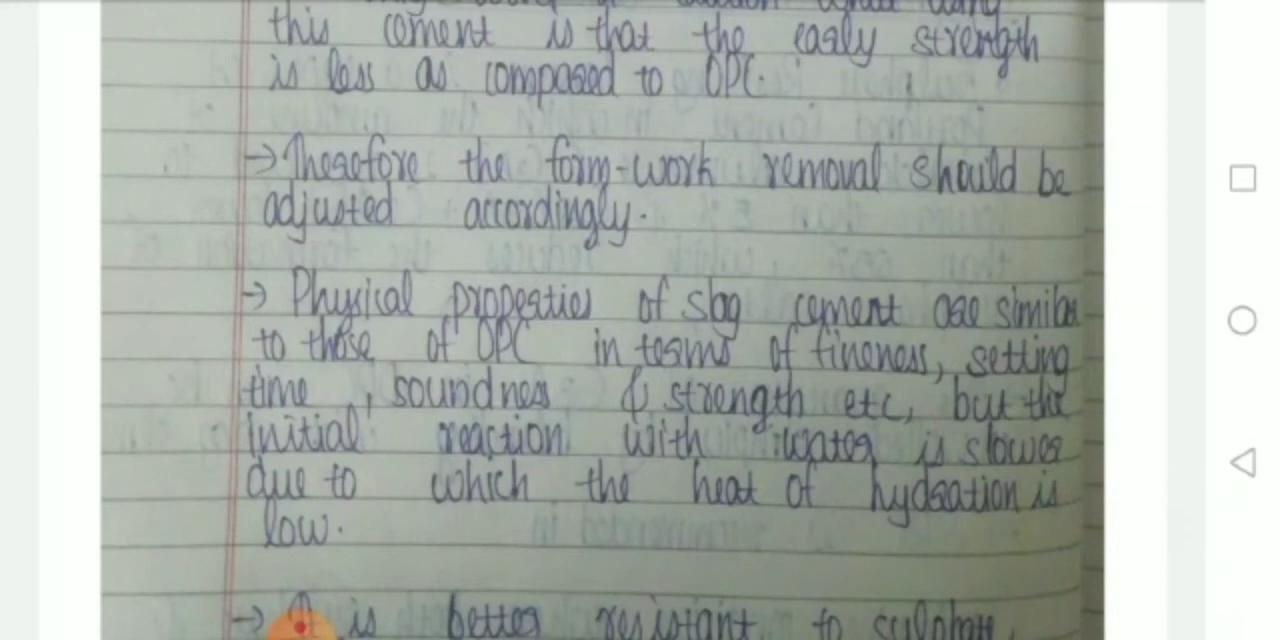 this cement is that the early strength
is less as compared to OPC.
→ Therefore the form-work removal should be
adjusted accordingly.
→ Physical properties of slag cement are similar
to those of OPC in terms of fineness, setting
time, soundness & strength etc, but the
initial reaction with water is slower
due to which the heat of hydration is
low.
→ It is better resistant to sulphate